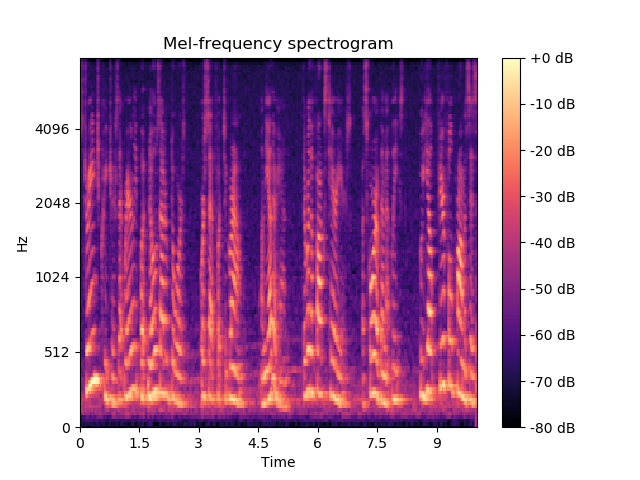 Mel-frequency spectrogram
+0 dB
4096
-10 dB
-20 dB
2048
-30 dB
Hz
1024
-40 dB
-50 dB
512
-60 dB
-70 dB
0
-80 dB
0 1.5 3 4.5 6 7.5 9
Time